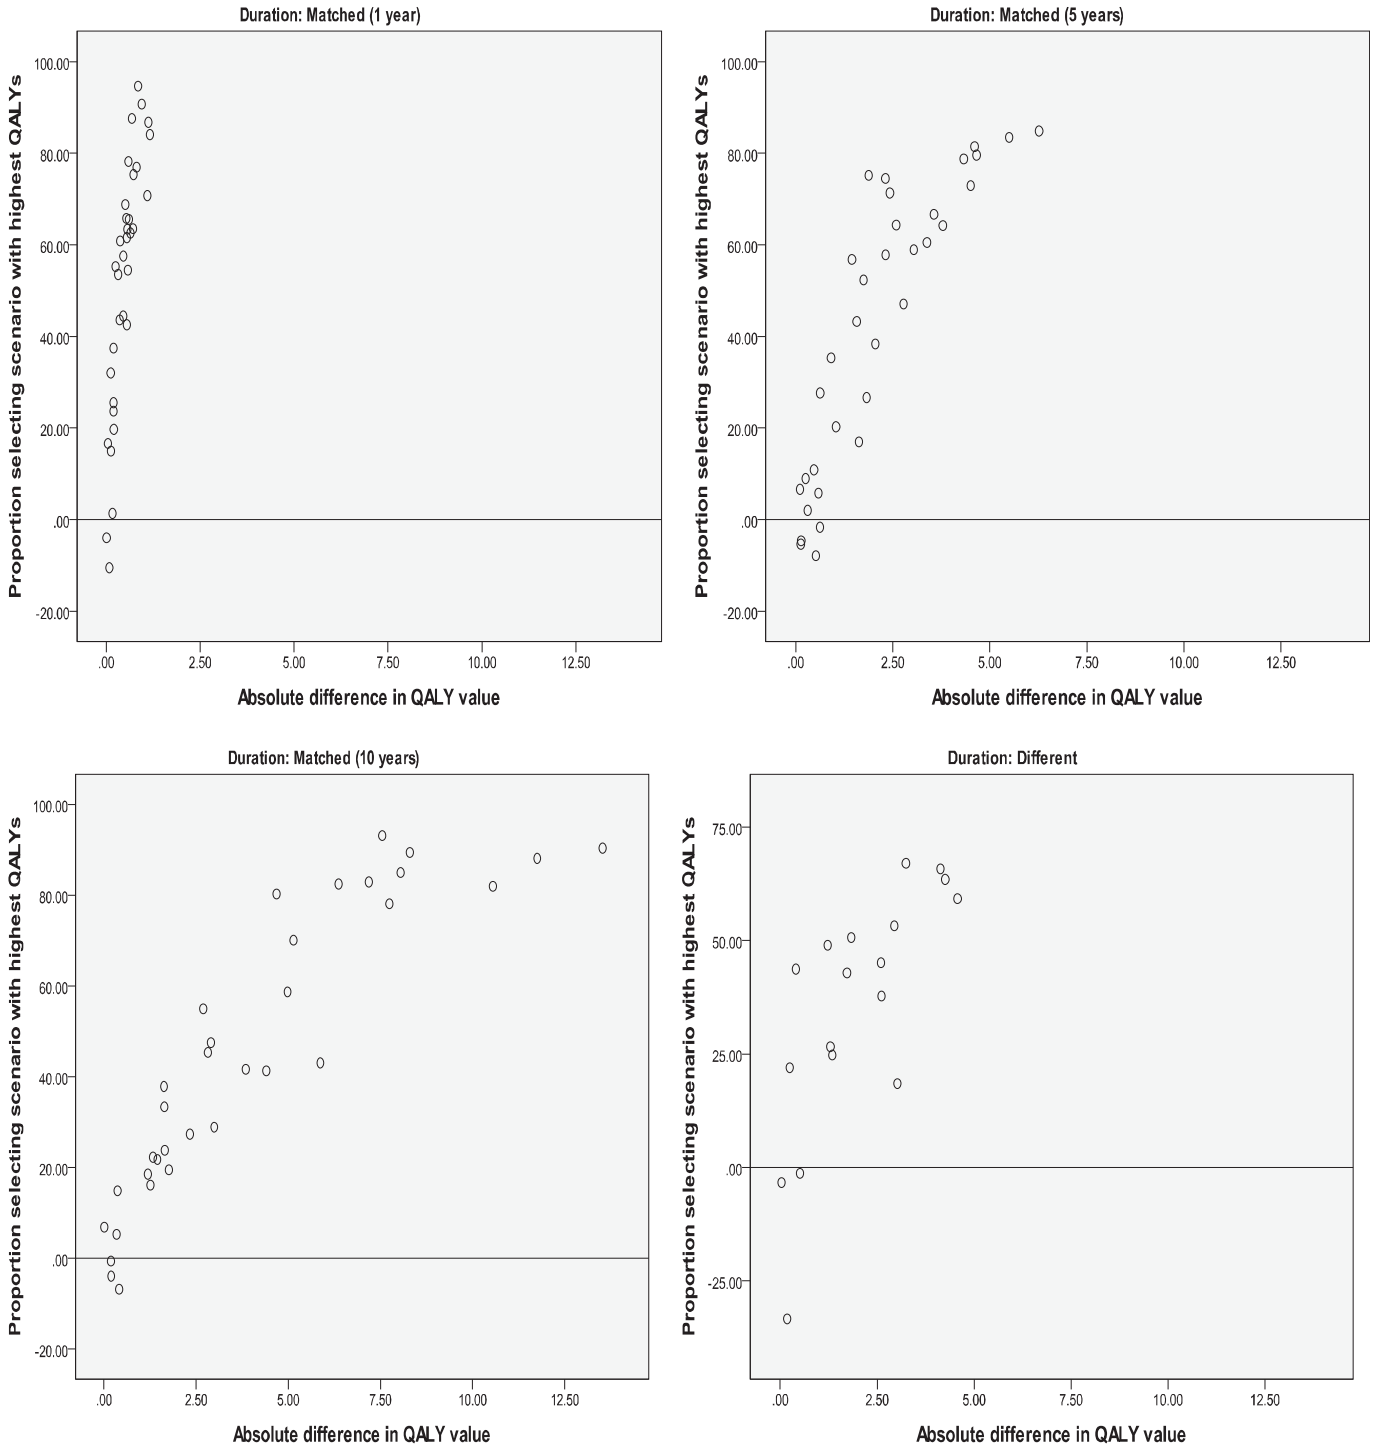 Duration: Matched (1 year)
Proportion selecting scenario with highest QALYs
100.00
80.00
60.00
40.00
20.00
.00
-20.00
.00 2.50 5.00 7.50 10.00 12.50
Absolute difference in QALY value
Duration: Matched (5 years)
Proportion selecting scenario with highest QALYs
100.00
80.00
60.00
40.00
20.00
.00
-20.00
.00 2.50 5.00 7.50 10.00 12.50
Absolute difference in QALY value
Duration: Matched (10 years)
Proportion selecting scenario with highest QALYs
100.00
80.00
60.00
40.00
20.00
.00
-20.00
.00 2.50 5.00 7.50 10.00 12.50
Absolute difference in QALY value
Duration: Different
Proportion selecting scenario with highest QALYs
75.00
50.00
25.00
.00
-25.00
.00 2.50 5.00 7.50 10.00 12.50
Absolute difference in QALY value